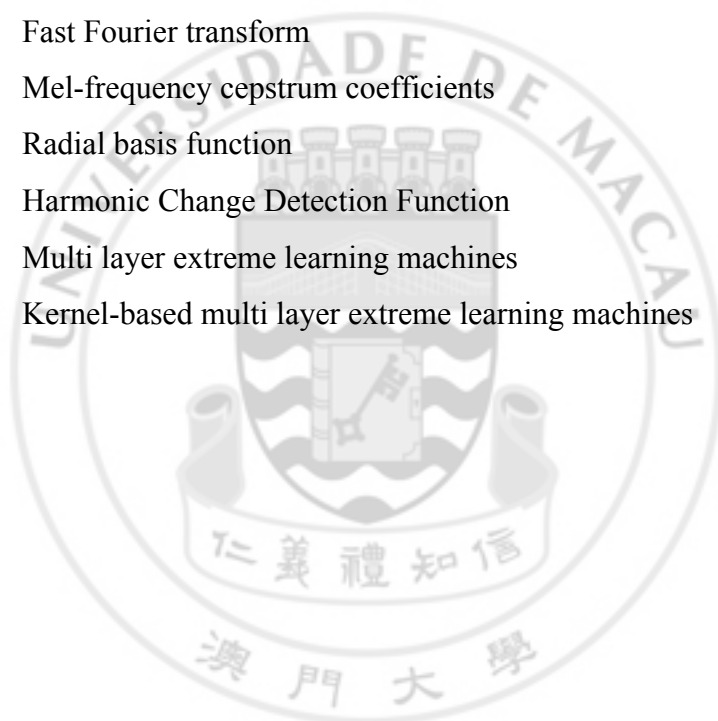 Fast Fourier transform
Mel-frequency cepstrum coefficients
Radial basis function
Harmonic Change Detection Function
Multi layer extreme learning machines
Kernel-based multi layer extreme learning machines
UNIVERSIDADE DE MACAU
仁義禮知信
澳門大學